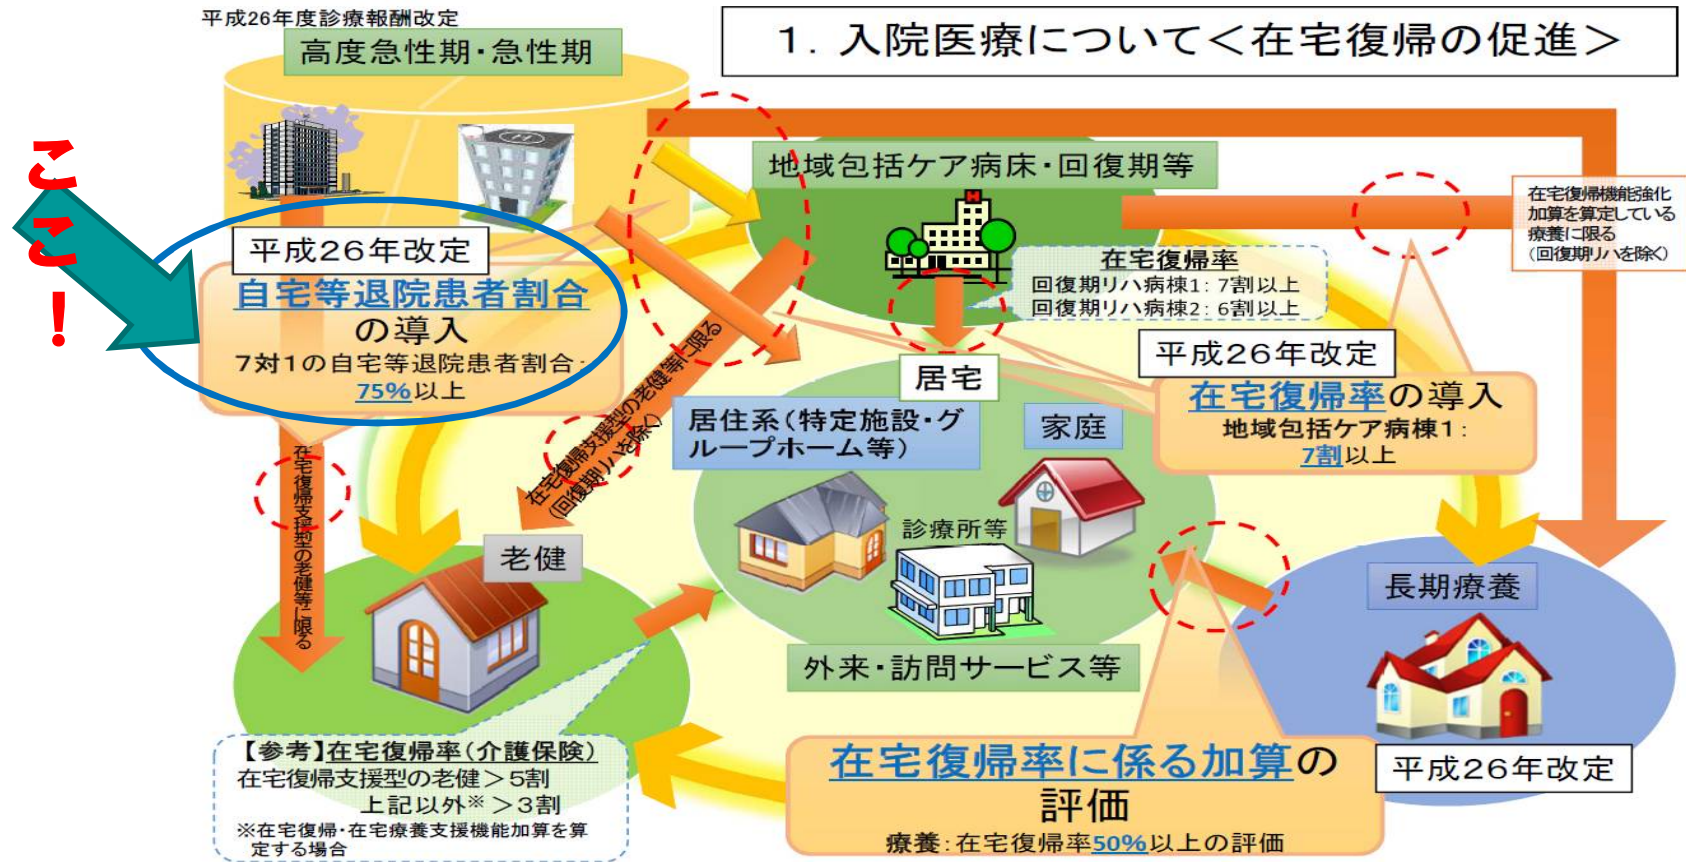 平成26年度診療報酬改定
1．入院医療について＜在宅復帰の促進＞
高度急性期・急性期
ここ！
地域包括ケア病床・回復期等
H
H
在宅復帰機能強化
加算を算定している
療養に限る
（回復期リハを除く）
平成26年改定
自宅等退院患者割合
の導入
7対1の自宅等退院患者割合：
75%以上
在宅復帰率
回復期リハ病棟1：7割以上
回復期リハ病棟2：6割以上
平成26年改定
在宅復帰率の導入
地域包括ケア病棟1：
7割以上
在宅復帰支援型の老健等に限る
（回復期リハを除く）
在宅復帰支援型の老健等に限る
居宅
居住系（特定施設・グ
ループホーム等）
家庭
診療所等
外来・訪問サービス等
老健
長期療養
【参考】在宅復帰率（介護保険）
在宅復帰支援型の老健＞5割
上記以外※＞3割
※在宅復帰・在宅療養支援機能加算を算
定する場合
在宅復帰率に係る加算の
評価
療養：在宅復帰率50%以上の評価
平成26年改定